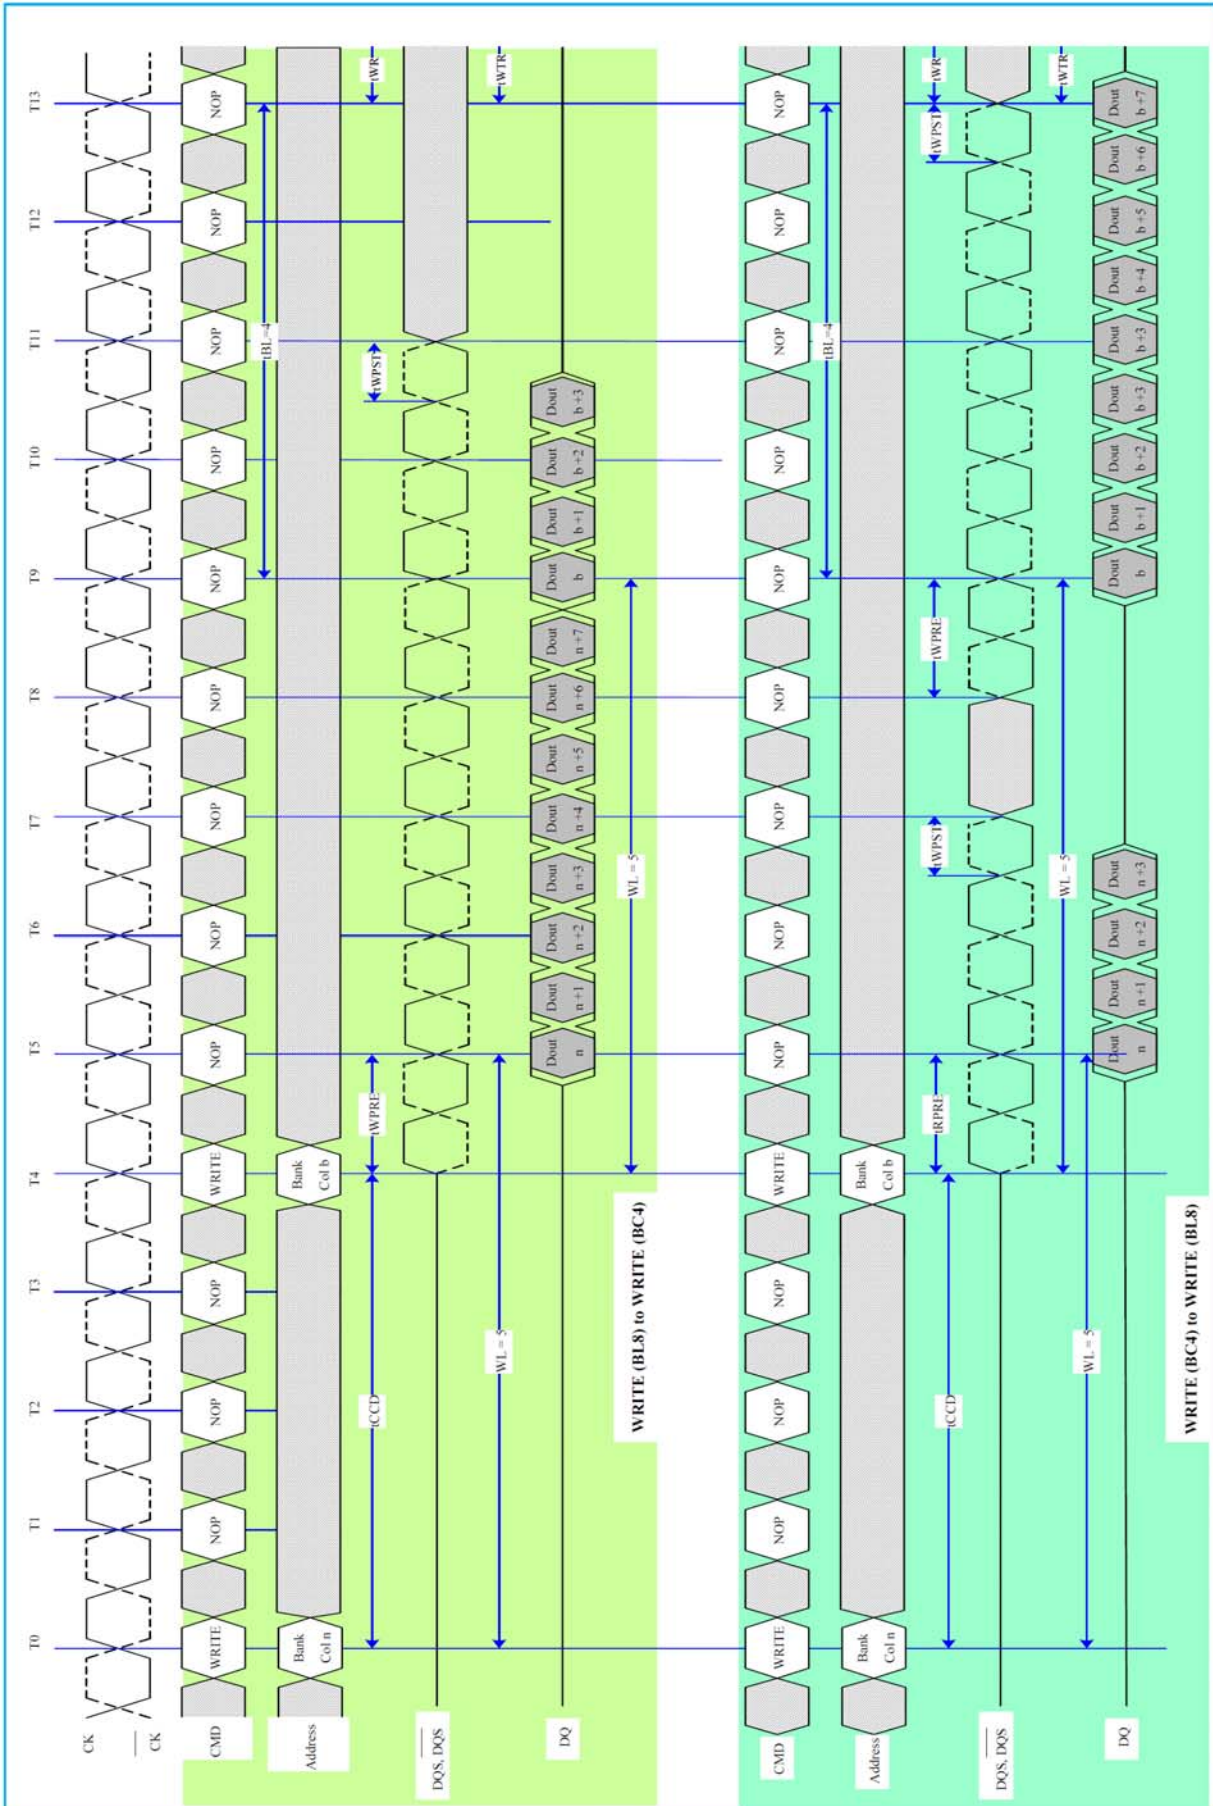 T0 T1 T2 T3 T4 T5 T6 T7 T8 T9 T10 T11 T12 T13
CK
CK
CMD WRITE NOP NOP NOP WRITE NOP NOP NOP NOP NOP NOP NOP NOP NOP
tBL=4
Address
Bank Bank
Col n Col b
tCCD tWPRE tWPST tWR
DQS, DQS
WL = 5 tWTR
DQ
Dout Dout Dout Dout Dout Dout Dout Dout Dout Dout Dout Dout
n n +1 n +2 n +3 n +4 n +5 n +6 n +7 b b +1 b +2 b +3
WL = 5
WRITE (BL8) to WRITE (BC4)
CMD WRITE NOP NOP NOP WRITE NOP NOP NOP NOP NOP NOP NOP NOP NOP
tBL=4
Address
Bank Bank
Col n Col b
tCCD tRPRE tWPST tWPRE tWPST tWR
DQS, DQS
WL = 5 tWTR
WL = 5
DQ
Dout Dout Dout Dout Dout Dout Dout Dout Dout Dout Dout Dout Dout
n n +1 n +2 n +3 b b +1 b +2 b +3 b +3 b +4 b +5 b +6 b +7
WRITE (BC4) to WRITE (BL8)